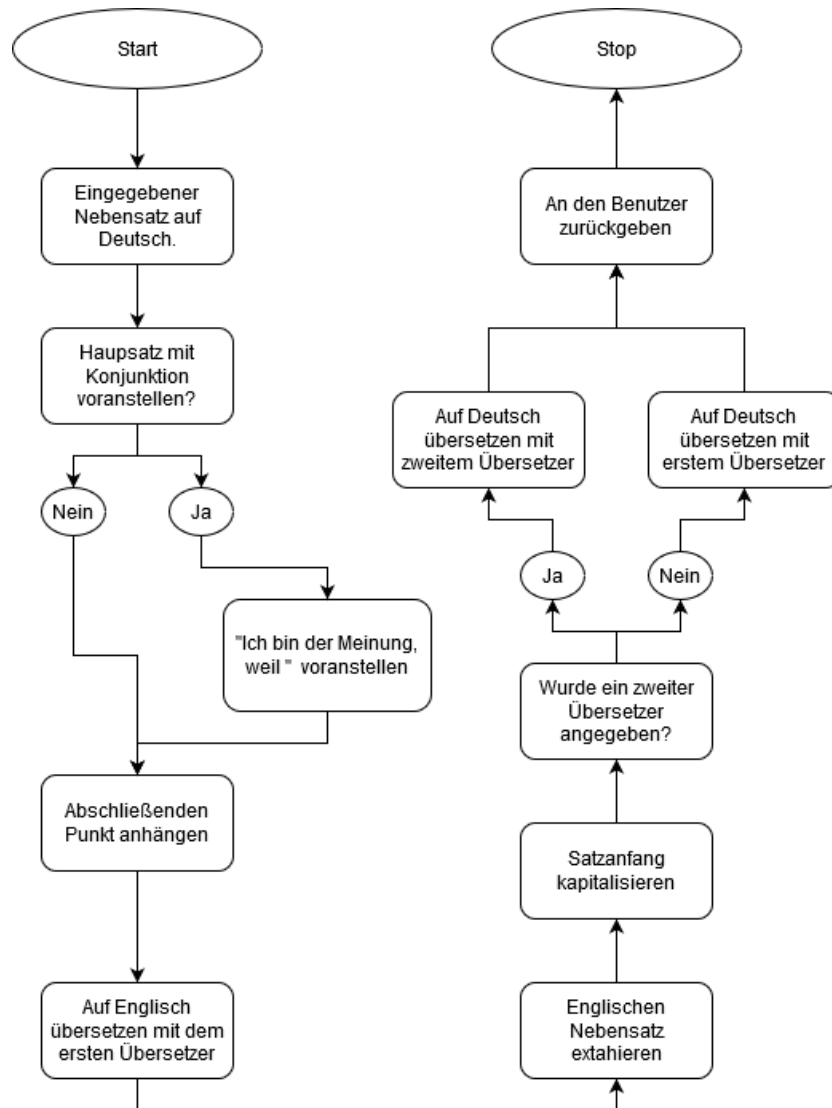 Start
Eingegebener
Nebensatz auf
Deutsch.
Haupsatz mit
Konjunktion
voranstellen?
Nein
Ja
"Ich bin der Meinung,
weil " voranstellen
Abschließenden
Punkt anhängen
Auf Englisch
übersetzen mit dem
ersten Übersetzer
Englischen
Nebensatz
extahieren
Satzanfang
kapitalisieren
Wurde ein zweiter
Übersetzer
angegeben?
Ja
Nein
Auf Deutsch
übersetzen mit
zweitem Übersetzer
Auf Deutsch
übersetzen mit
erstem Übersetzer
An den Benutzer
zurückgeben
Stop